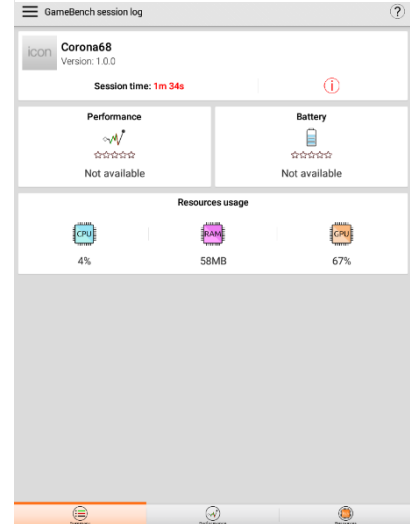 GameBench session log
?
icon
Corona68
Version: 1.0.0
Session time: 1m 34s
i
Performance
Not available
Battery
Not available
Resources usage
CPU
RAM
GPU
4%
58MB
67%